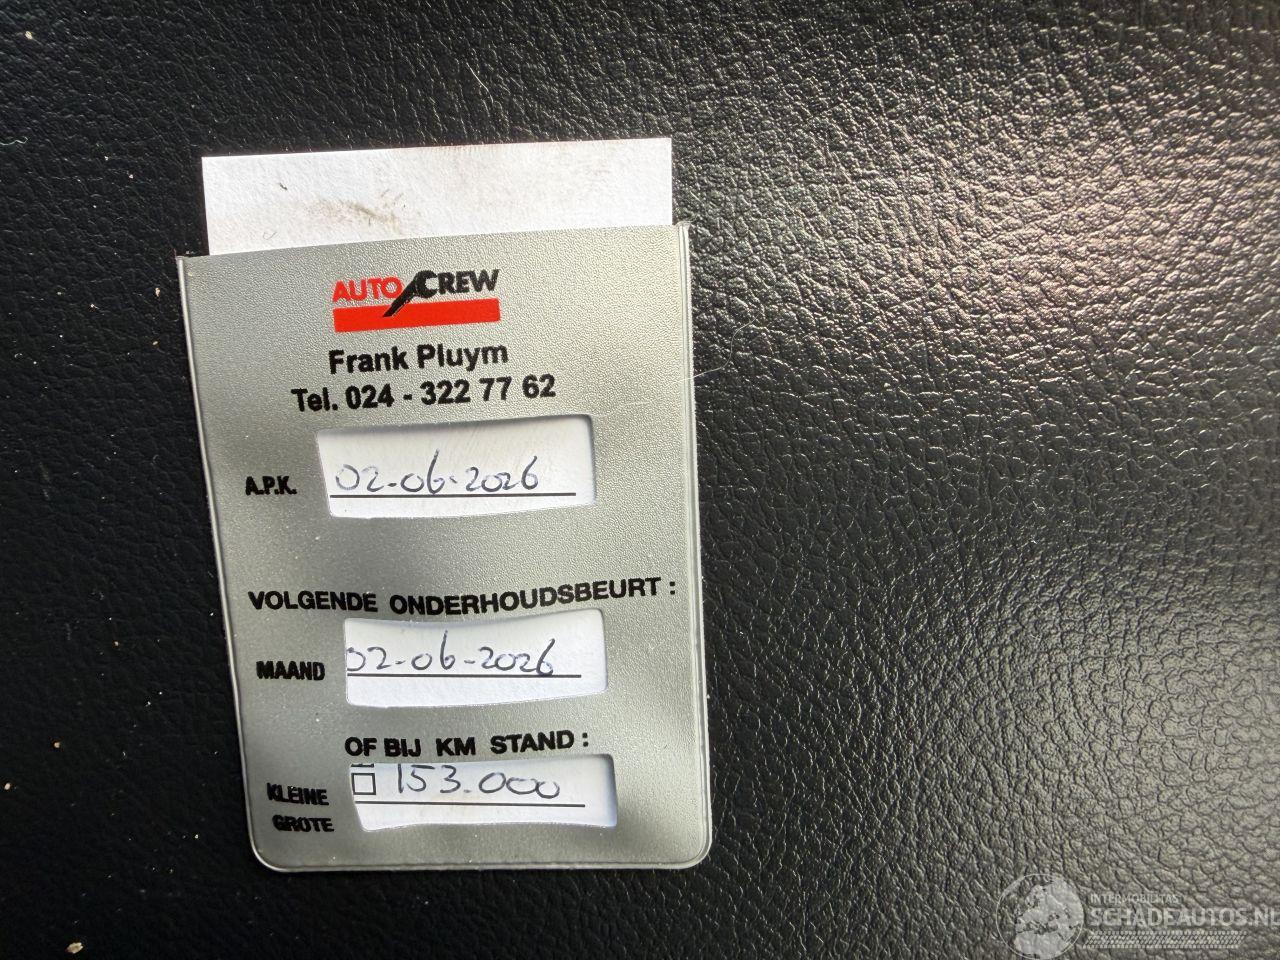 AUTO CREW
Frank Pluym
Tel. 024 - 322 77 62
A.P.K. 02-06-2026
VOLGENDE ONDERHOUDSBEURT :
MAAND 02-06-2026
OF BIJ KM STAND :
KLEINE 153.000
GROTE
INTERMOBILITAS
SCHADEAUTOS.NL